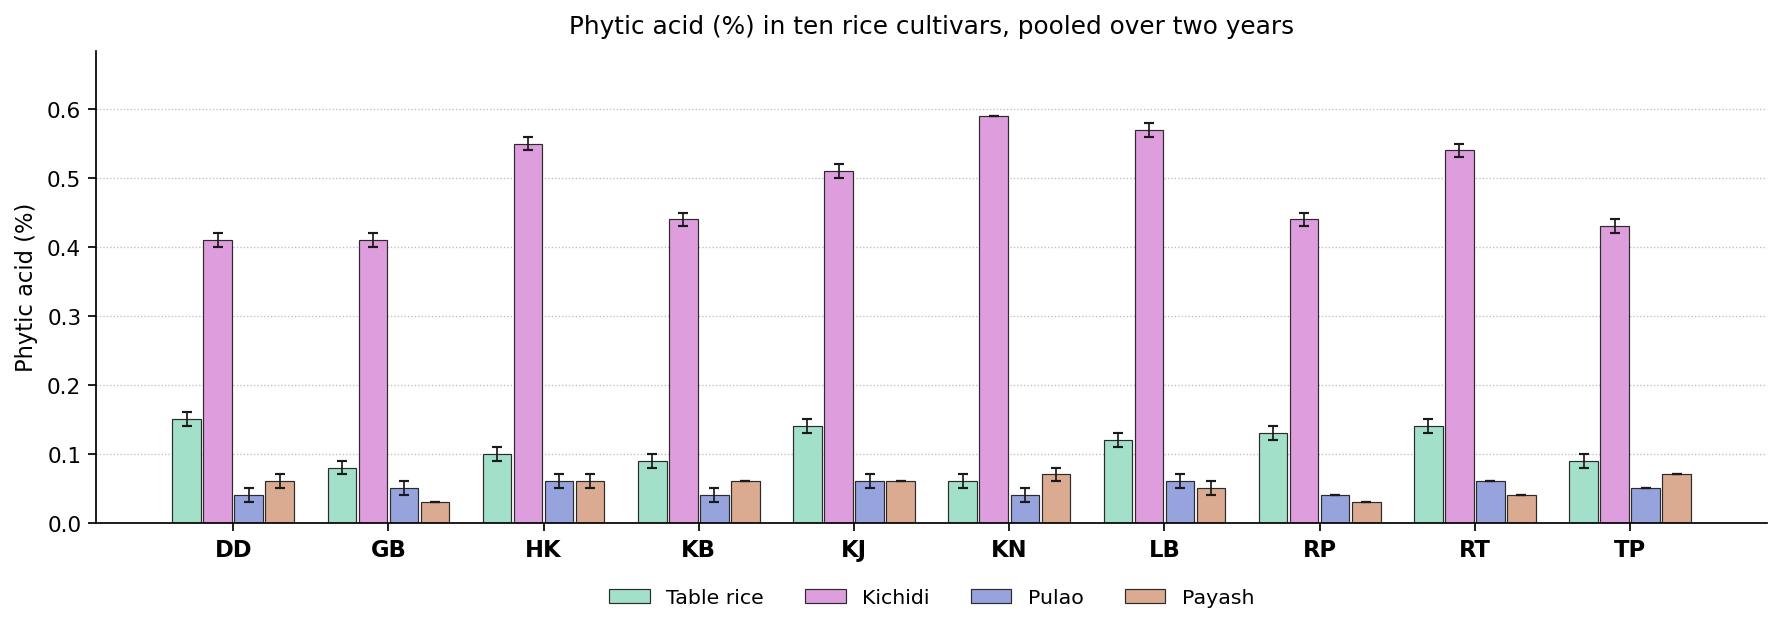 Phytic acid (%) in ten rice cultivars, pooled over two years
Phytic acid (%)
0.6
0.5
0.4
0.3
0.2
0.1
0.0
DD GB HK KB KJ KN LB RP RT TP
Table rice Kichidi Pulao Payash